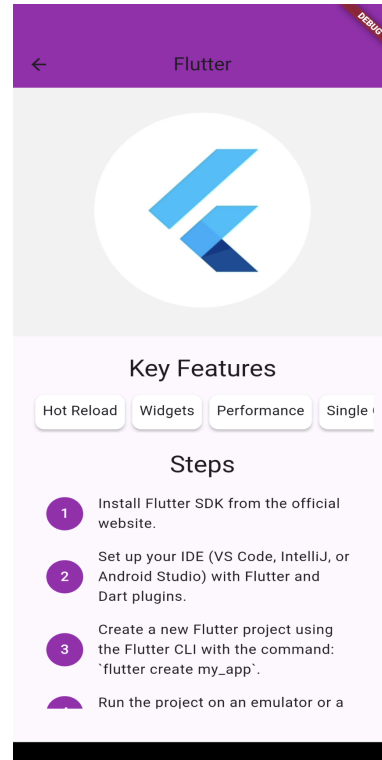 DEBUG
Flutter
Key Features
Hot Reload Widgets Performance Single
Steps
1 Install Flutter SDK from the official
website.
2 Set up your IDE (VS Code, IntelliJ, or
Android Studio) with Flutter and
Dart plugins.
3 Create a new Flutter project using
the Flutter CLI with the command:
`flutter create my_app`.
Run the project on an emulator or a